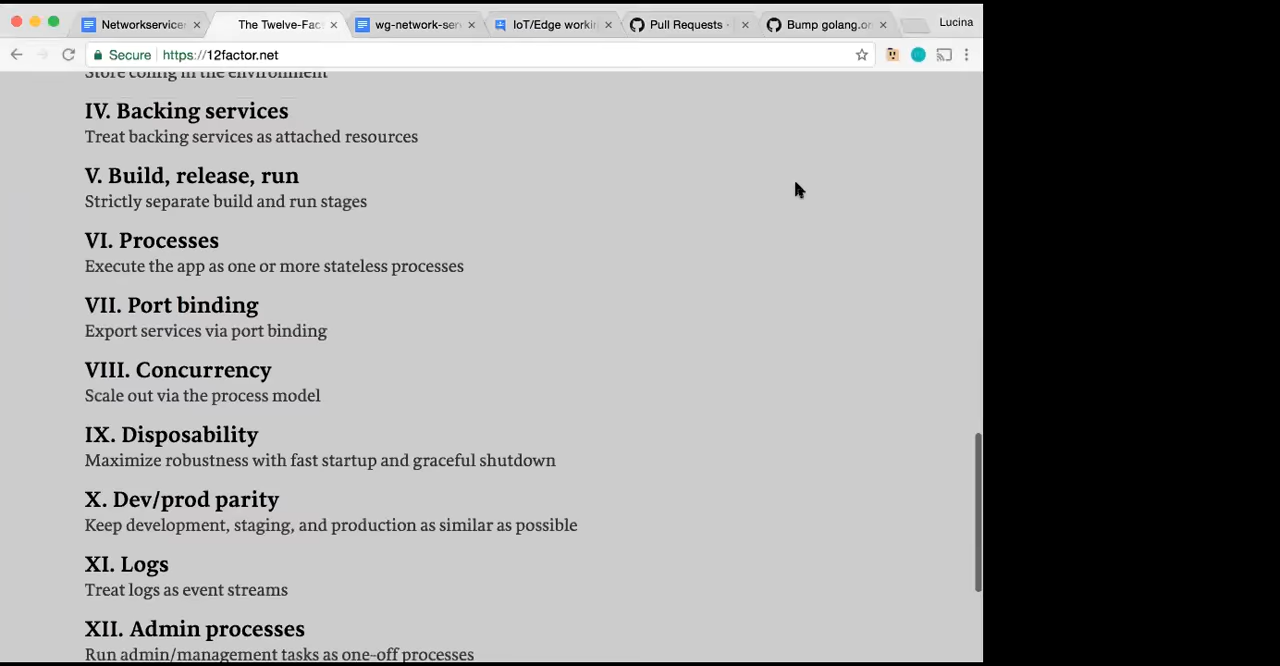 Networkservice
The Twelve-Fac
wg-network-ser
IoT/Edge workin
Pull Requests ·
Bump golang.or
Lucina
Secure
https://12factor.net
Store config in the environment
IV. Backing services
Treat backing services as attached resources
V. Build, release, run
Strictly separate build and run stages
VI. Processes
Execute the app as one or more stateless processes
VII. Port binding
Export services via port binding
VIII. Concurrency
Scale out via the process model
IX. Disposability
Maximize robustness with fast startup and graceful shutdown
X. Dev/prod parity
Keep development, staging, and production as similar as possible
XI. Logs
Treat logs as event streams
XII. Admin processes
Run admin/management tasks as one-off processes